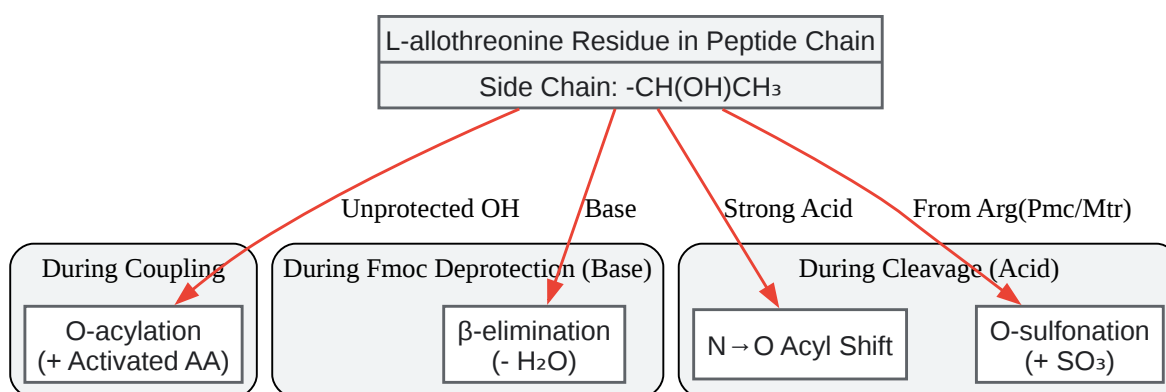 L-allothreonine Residue in Peptide Chain
Side Chain: -CH(OH)CH₃
Unprotected OH
Base
Strong Acid
From Arg(Pmc/Mtr)
During Coupling
During Fmoc Deprotection (Base)
During Cleavage (Acid)
O-acylation
(+ Activated AA)
β-elimination
(- H₂O)
N→O Acyl Shift
O-sulfonation
(+ SO₃)